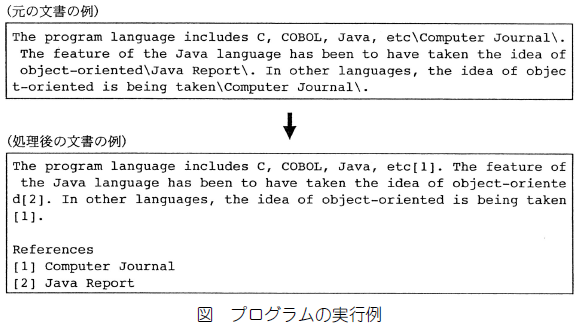 (元の文書の例)
The program language includes C, COBOL, Java, etc\Computer Journal\.
The feature of the Java language has been to have taken the idea of
object-oriented\Java Report\. In other languages, the idea of objec
t-oriented is being taken\Computer Journal\.
(処理後の文書の例)
The program language includes C, COBOL, Java, etc[1]. The feature of
the Java language has been to have taken the idea of object-oriente
d[2]. In other languages, the idea of object-oriented is being taken
[1].
References
[1] Computer Journal
[2] Java Report
図 プログラムの実行例